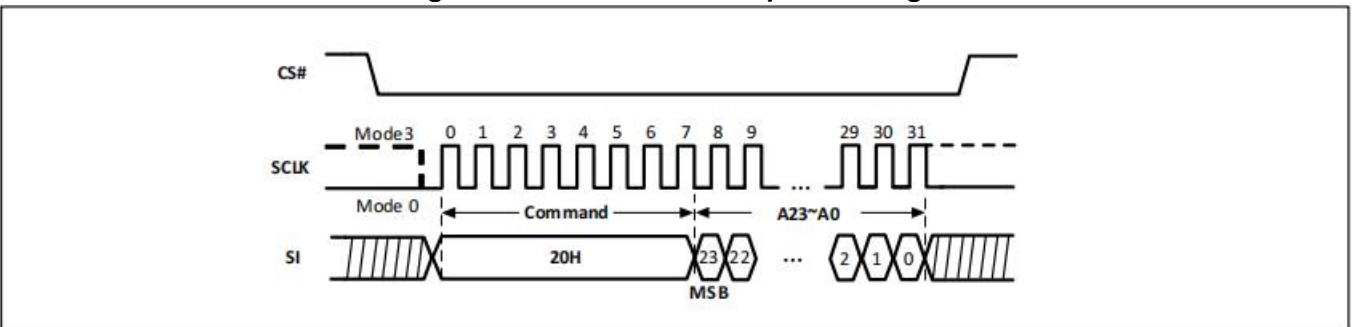 CS#
Mode3 0 1 2 3 4 5 6 7 8 9 29 30 31
SCLK ...
Mode 0 Command A23~A0
SI 20H 23 22 ... 2 1 0
MSB